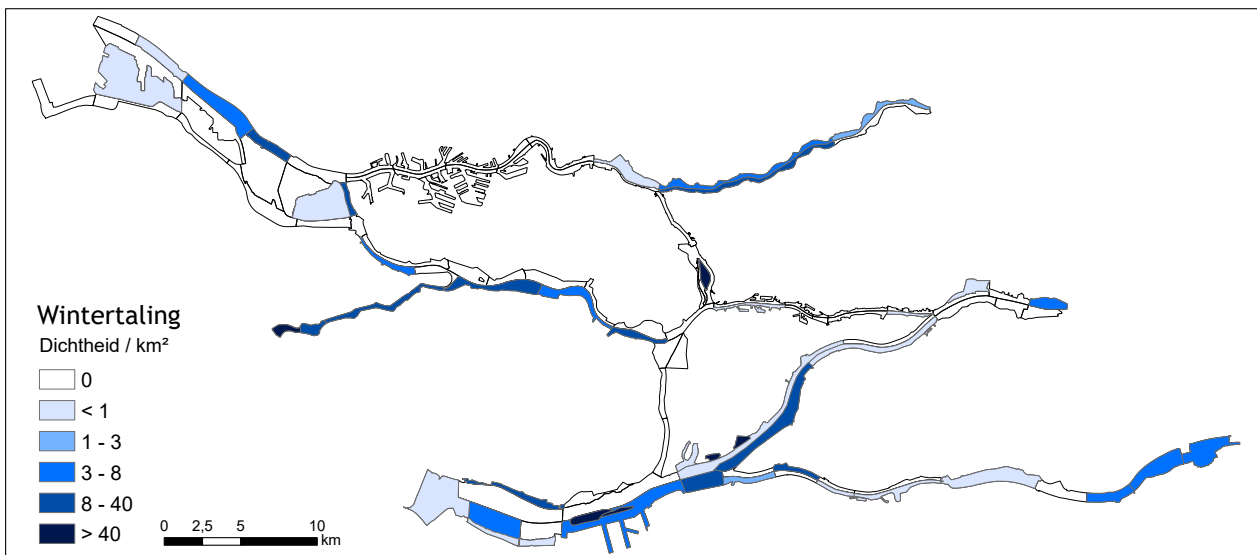 Wintertaling
Dichtheid / km²
0
< 1
1 - 3
3 - 8
8 - 40
> 40
0 2,5 5 10
km